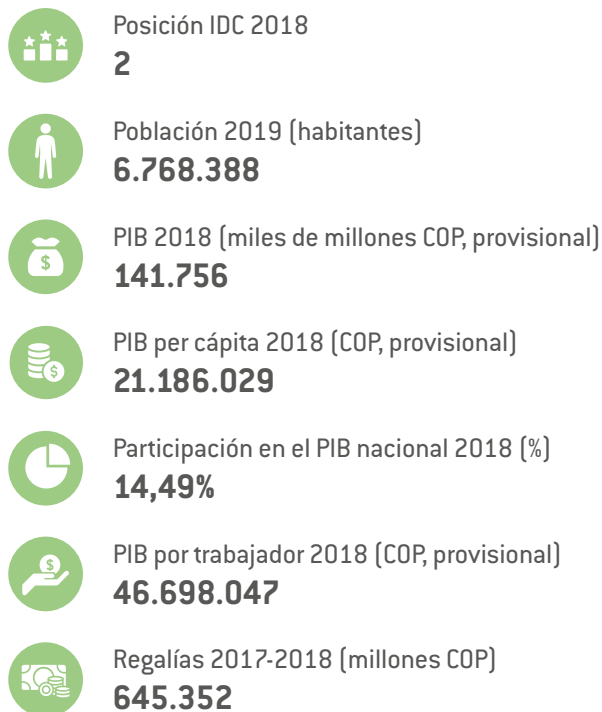 Posición IDC 2018
2
Población 2019 (habitantes)
6.768.388
PIB 2018 (miles de millones COP, provisional)
$
141.756
PIB per cápita 2018 (COP, provisional)
$
21.186.029
Participación en el PIB nacional 2018 (%)
14,49%
PIB por trabajador 2018 (COP, provisional)
$
46.698.047
Regalías 2017-2018 (millones COP)
645.352